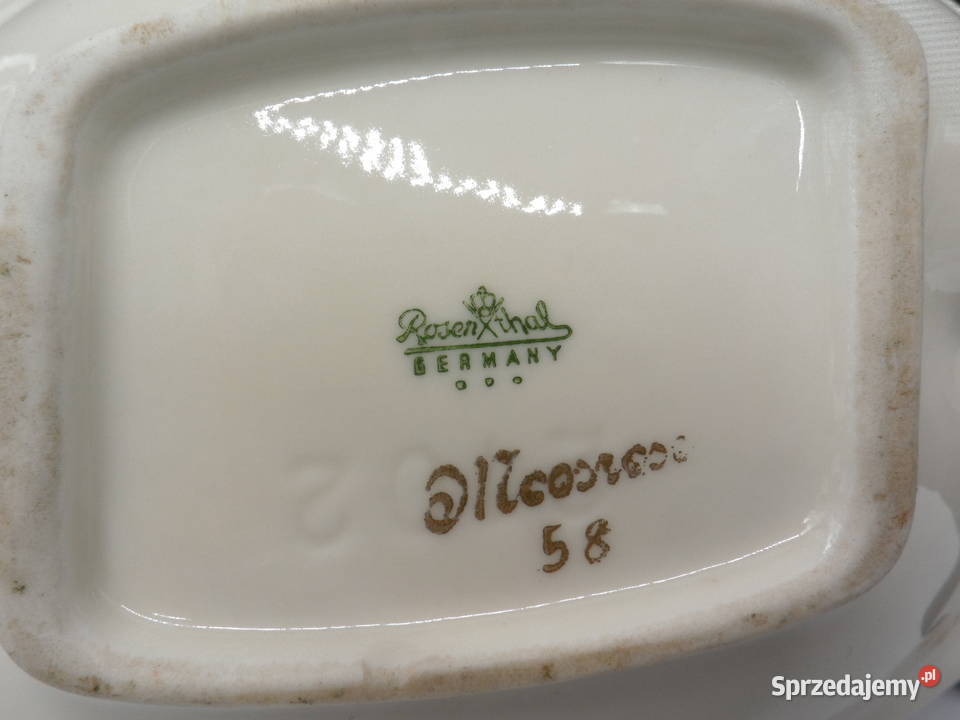 Rosenthal
GERMANY
58
Sprzedajemy.pl